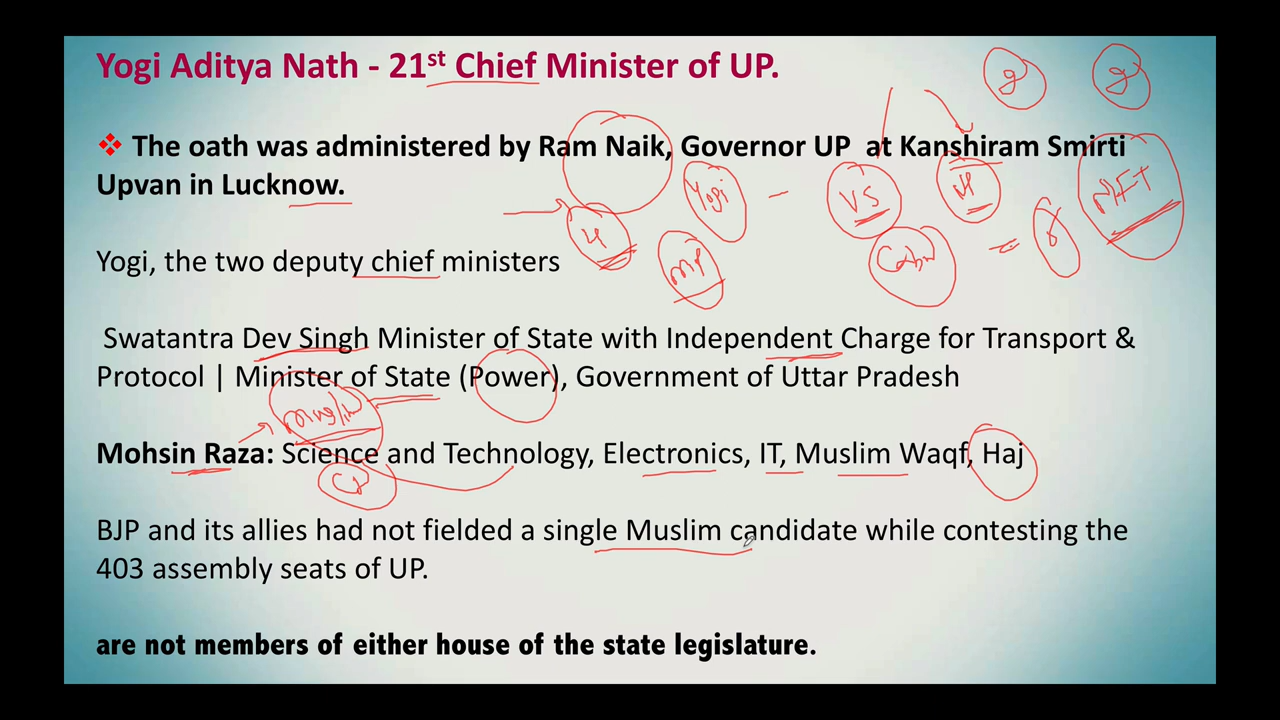 Yogi Aditya Nath - 21st Chief Minister of UP.
❖ The oath was administered by Ram Naik, Governor UP at Kanshiram Smirti
Upvan in Lucknow.
Yogi
VS
Yogi, the two deputy chief ministers
MP
Swatantra Dev Singh Minister of State with Independent Charge for Transport &
Protocol | Minister of State (Power), Government of Uttar Pradesh
Mohsin Raza: Science and Technology, Electronics, IT, Muslim Waqf, Haj
BJP and its allies had not fielded a single Muslim candidate while contesting the
403 assembly seats of UP.
are not members of either house of the state legislature.